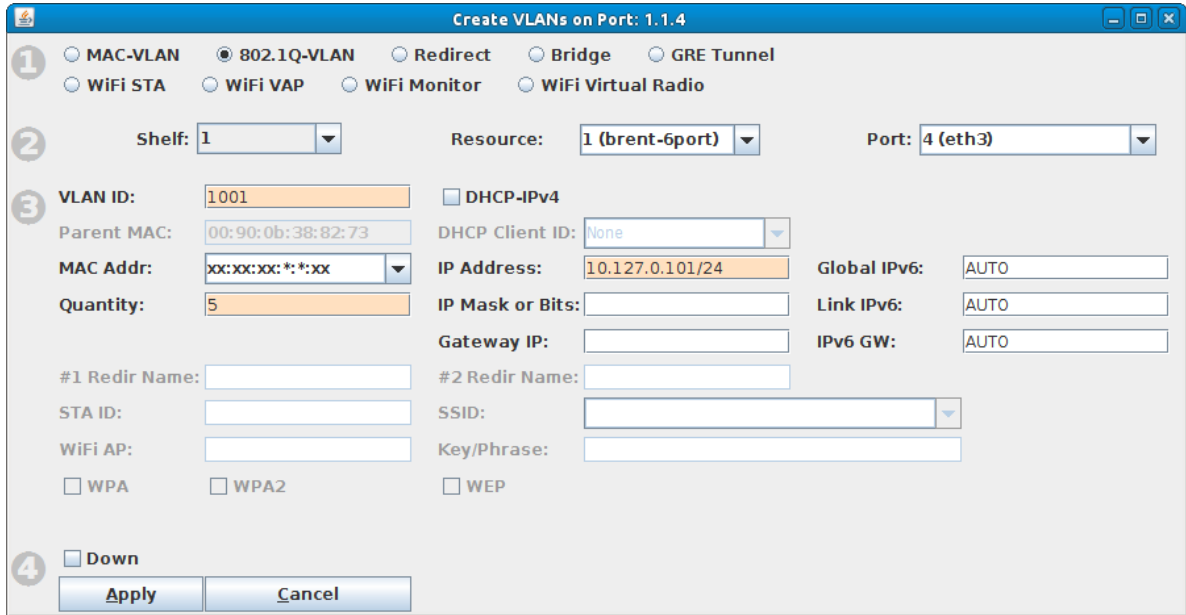 Create VLANs on Port: 1.1.4
1
MAC-VLAN 802.1Q-VLAN Redirect Bridge GRE Tunnel
WiFi STA WiFi VAP WiFi Monitor WiFi Virtual Radio
2
Shelf: 1 Resource: 1 (brent-6port) Port: 4 (eth3)
3
VLAN ID: 1001 DHCP-IPv4
Parent MAC: 00:90:0b:38:82:73 DHCP Client ID: None
MAC Addr: xx:xx:xx:*:*:xx IP Address: 10.127.0.101/24 Global IPv6: AUTO
Quantity: 5 IP Mask or Bits: Link IPv6: AUTO
Gateway IP: IPv6 GW: AUTO
#1 Redir Name: #2 Redir Name:
STA ID: SSID:
WiFi AP: Key/Phrase:
WPA WPA2 WEP
4
Down
Apply Cancel